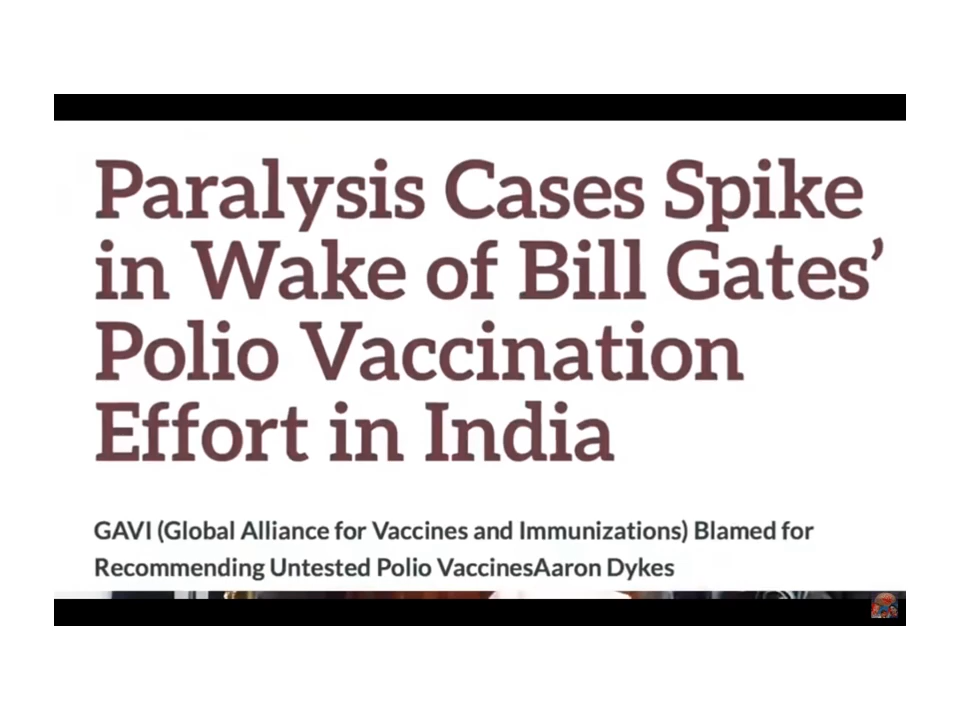 Paralysis Cases Spike
in Wake of Bill Gates’
Polio Vaccination
Effort in India
GAVI (Global Alliance for Vaccines and Immunizations) Blamed for
Recommending Untested Polio VaccinesAaron Dykes